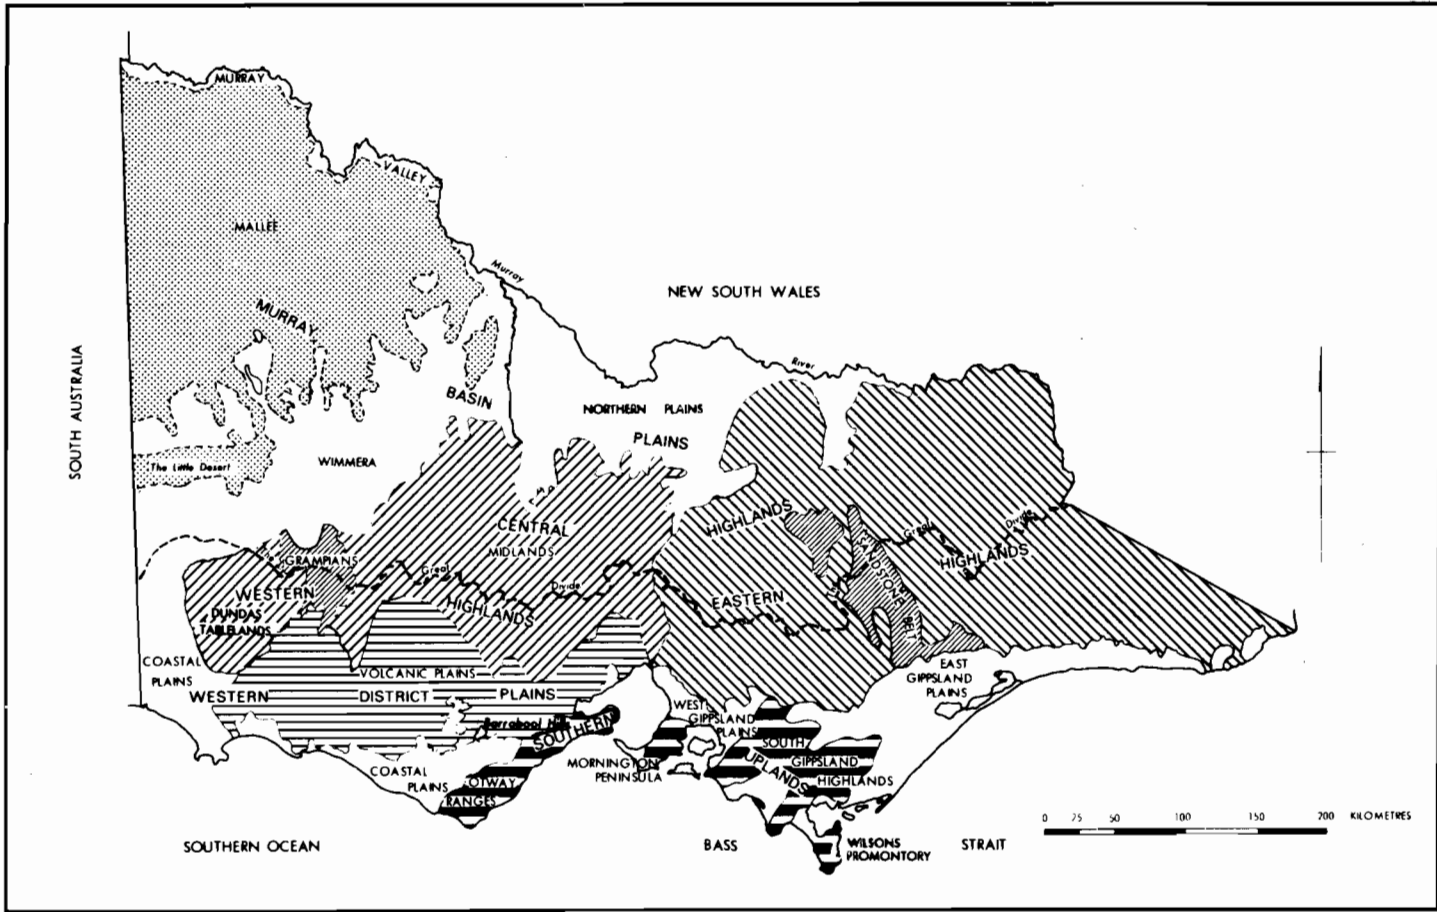 MURRAY
VALLEY
MALLEE
Murray
NEW SOUTH WALES
MURRAY
SOUTH AUSTRALIA
River
BASIN
NORTHERN PLAINS
PLAINS
The Little Desert
WIMMERA
HIGHLANDS
CENTRAL
MIDLANDS
Great
Divide
SANDSTONE
BELT
HIGHLANDS
The
GRAMPIANS
Great
Divide
WESTERN
HIGHLANDS
EASTERN
DUNDAS
TABLELANDS
COASTAL
PLAINS
VOLCANIC PLAINS
EAST
GIPPSLAND
PLAINS
WESTERN
DISTRICT
PLAINS
WEST
GIPPSLAND
PLAINS
Barrabool Hills
SOUTHERN
SOUTH
GIPPSLAND
HIGHLANDS
MORNINGTON
PENINSULA
UPLANDS
COASTAL
PLAINS
OTWAY
RANGES
0 25 50 100 150 200 KILOMETRES
SOUTHERN OCEAN
BASS
STRAIT
WILSONS
PROMONTORY